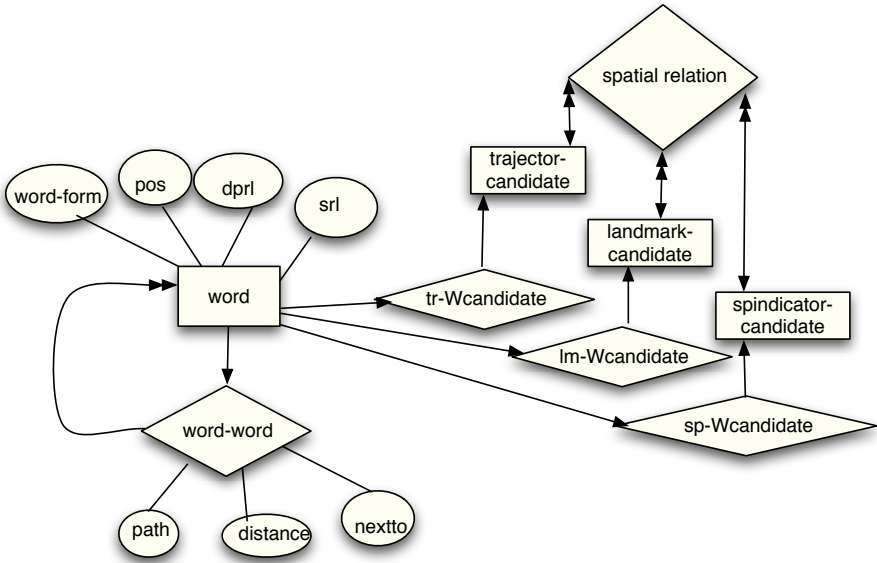 spatial relation
trajector-
candidate
word-form
pos
dprl
srl
landmark-
candidate
word
tr-Wcandidate
spindicator-
candidate
lm-Wcandidate
word-word
sp-Wcandidate
path
distance
nextto